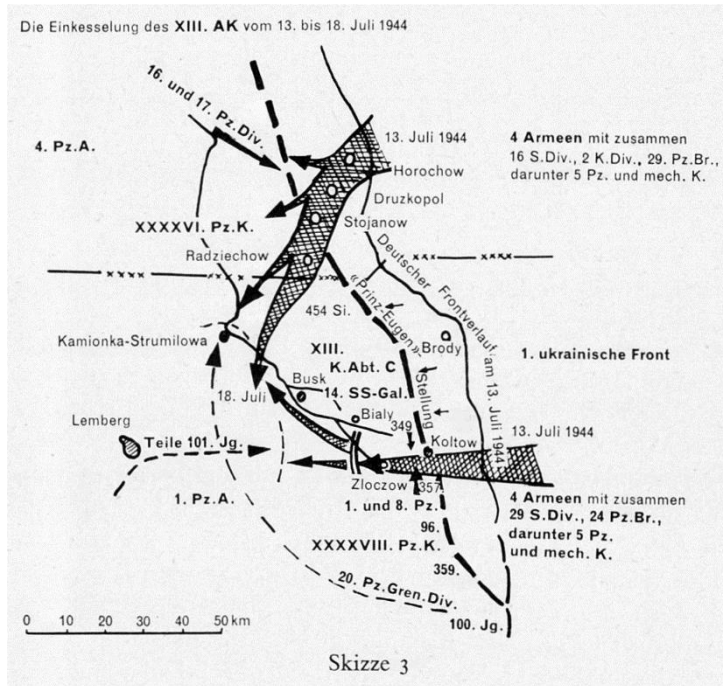 Die Einkesselung des XIII. AK vom 13. bis 18. Juli 1944
16. und 17. Pz.Div.
4. Pz.A.
13. Juli 1944
4 Armeen mit zusammen
16 S.Div., 2 K.Div., 29. Pz.Br.,
darunter 5 Pz. und mech. K.
Horochow
Druzkopol
XXXXVI. Pz.K.
Stojanow
Radziechow
Deutscher Frontverlauf am 13. Juli 1944
«Prinz-Eugen»-
Stellung
454 Si.
Kamionka-Strumilowa
XIII.
K.Abt. C
Brody
1. ukrainische Front
Busk
14. SS-Gal.
18. Juli
Bialy
Lemberg
349
Koltow
13. Juli 1944
Teile 101. Jg.
Zloczow
357
1. Pz.A.
1. und 8. Pz.
96.
4 Armeen mit zusammen
29 S.Div., 24 Pz.Br.,
darunter 5 Pz.
und mech. K.
XXXXVIII. Pz.K.
359.
20. Pz.Gren.Div.
100. Jg.
0 10 20 30 40 50 km
Skizze 3